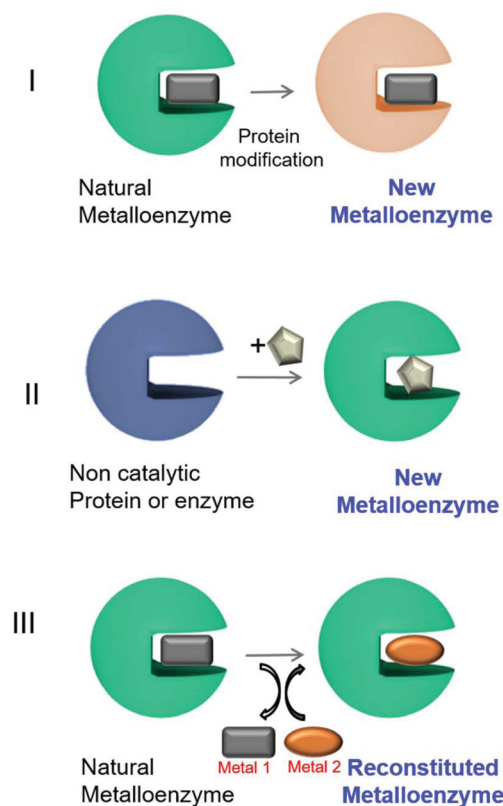 I
Protein
modification
Natural
Metalloenzyme
New
Metalloenzyme
+
II
Non catalytic
Protein or enzyme
New
Metalloenzyme
III
Metal 1
Metal 2
Natural
Metalloenzyme
Reconstituted
Metalloenzyme